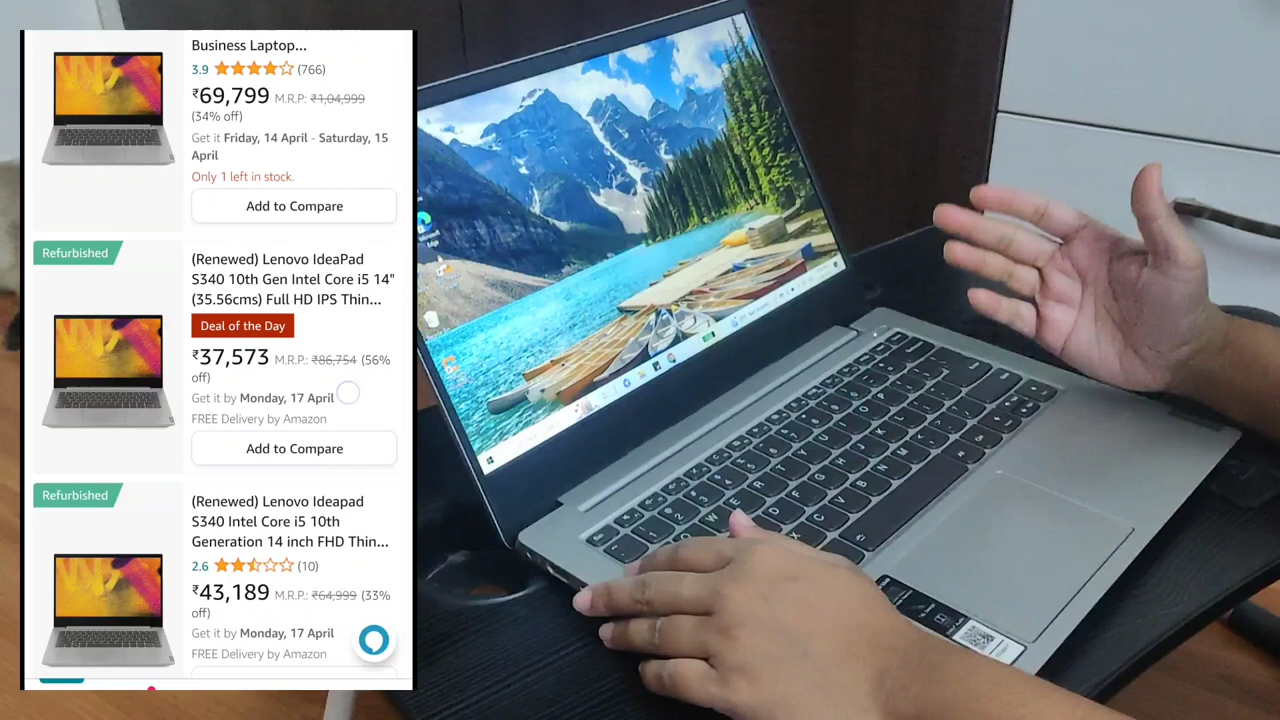 Business Laptop...
3.9 (766)
₹69,799 M.R.P: ₹1,04,999
(34% off)
Get it Friday, 14 April - Saturday, 15
April
Only 1 left in stock.
Add to Compare
Refurbished
(Renewed) Lenovo IdeaPad
S340 10th Gen Intel Core i5 14"
(35.56cms) Full HD IPS Thin...
Deal of the Day
₹37,573 M.R.P.: ₹86,754 (56%
off)
Get it by Monday, 17 April
FREE Delivery by Amazon
Add to Compare
Refurbished
(Renewed) Lenovo Ideapad
S340 Intel Core i5 10th
Generation 14 inch FHD Thin...
2.6 (10)
₹43,189 M.R.P.: ₹64,999 (33%
off)
Get it by Monday, 17 April
FREE Delivery by Amazon
Microsoft
Edge